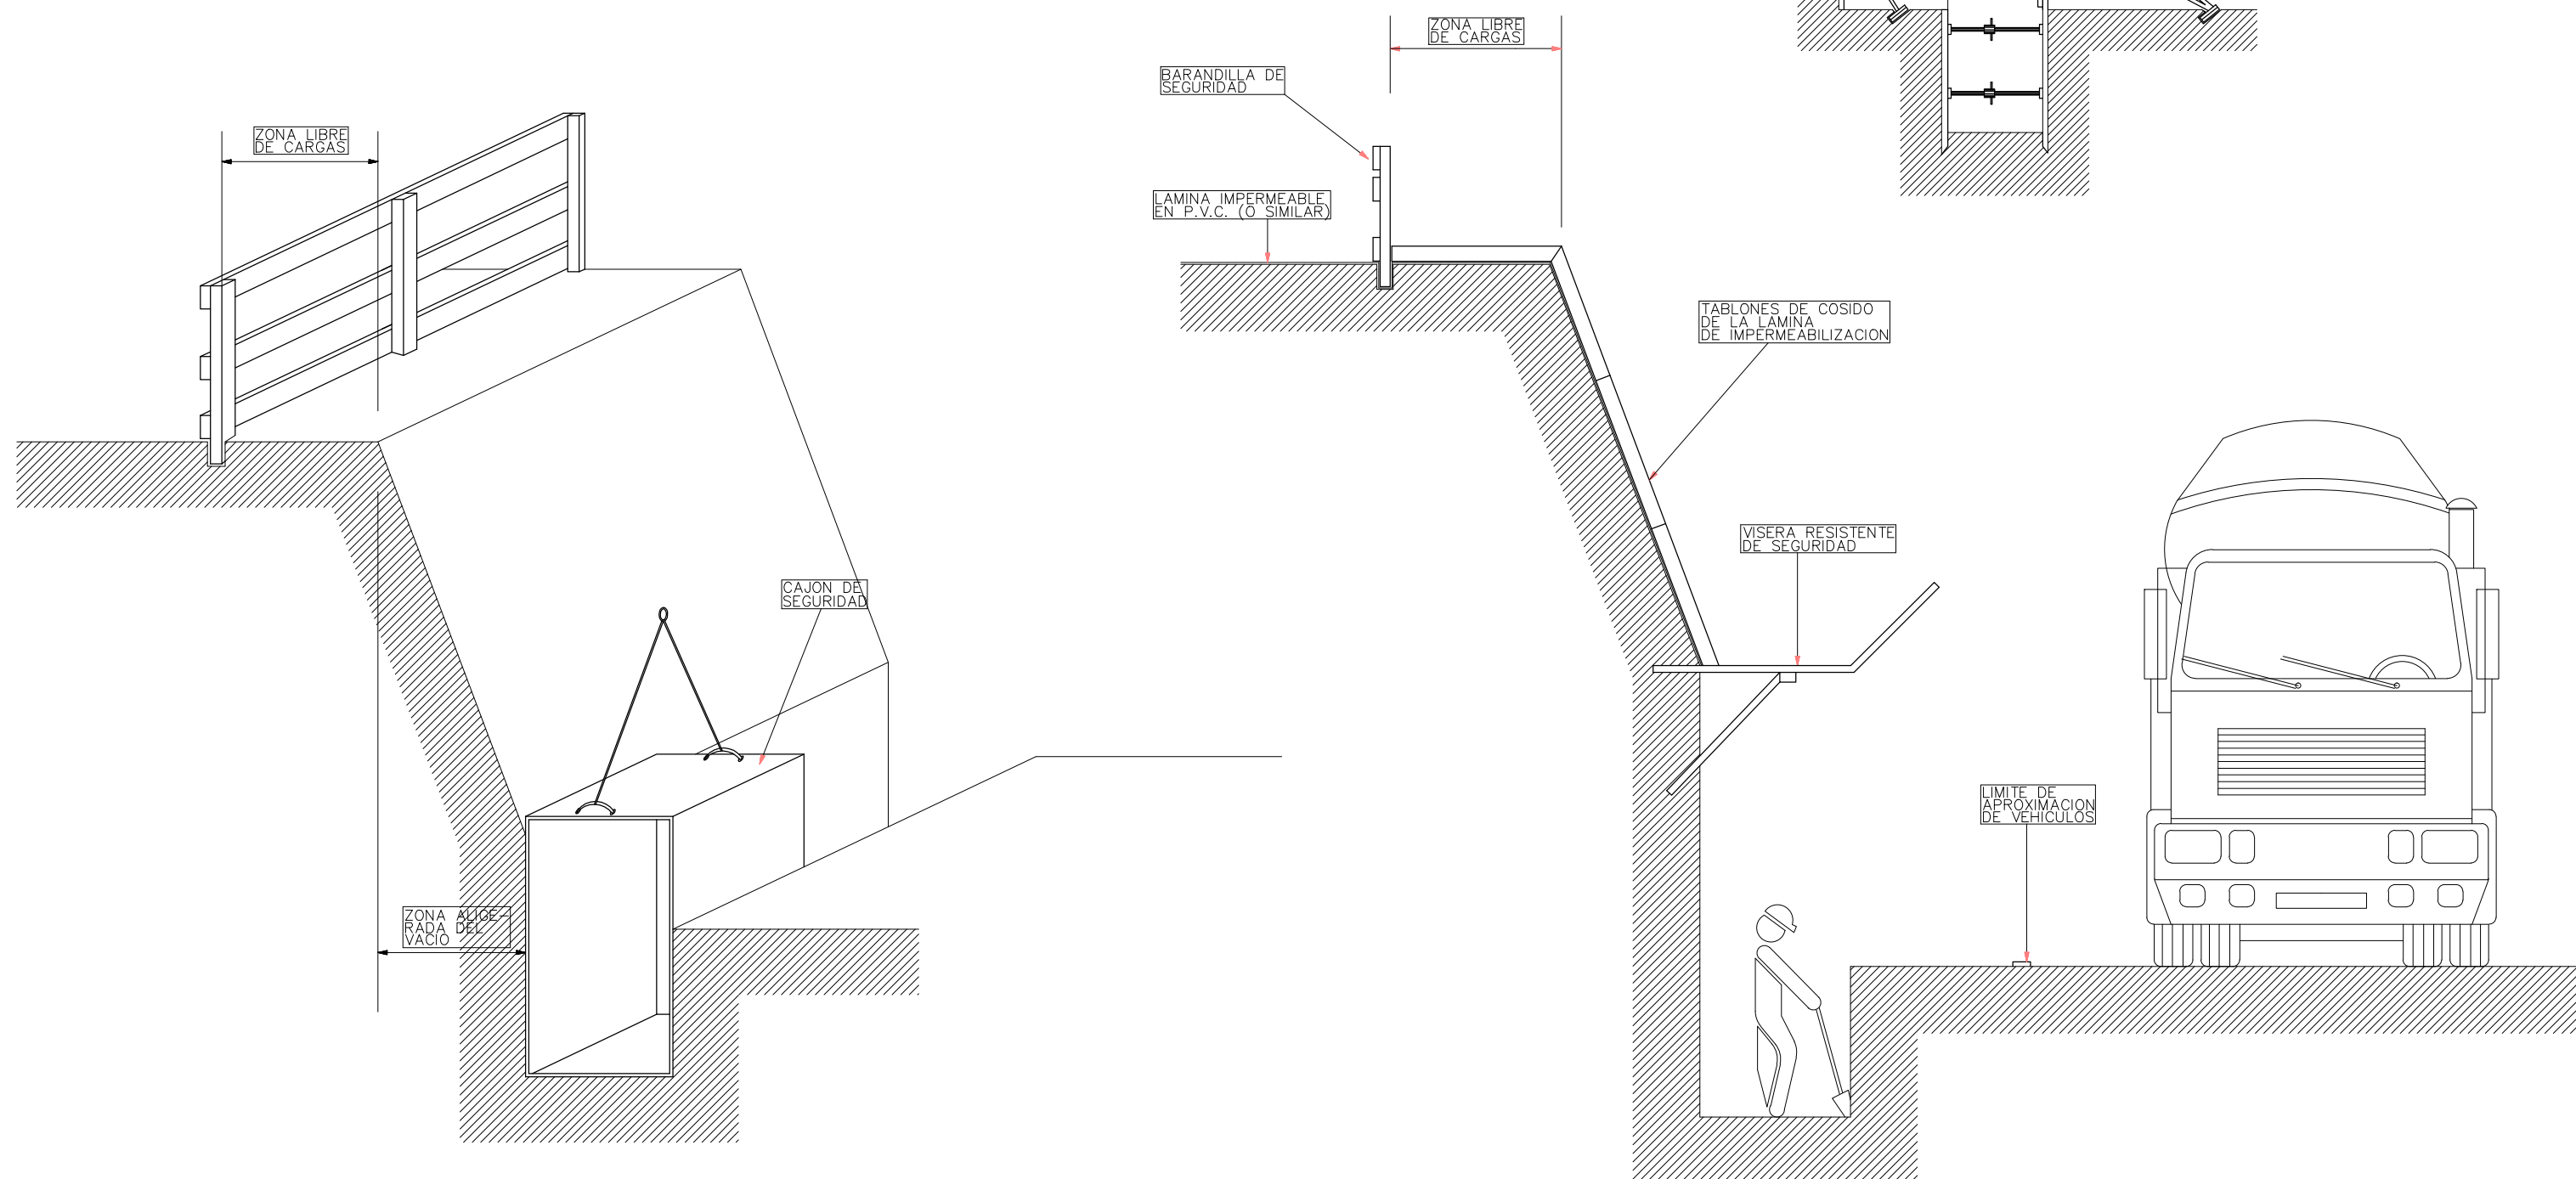 ZONA LIBRE
DE CARGAS
CAJON DE
SEGURIDAD
ZONA ALIGE-
RADA DEL
VACIO
ZONA LIBRE
DE CARGAS
BARANDILLA DE
SEGURIDAD
LAMINA IMPERMEABLE
EN P.V.C. (O SIMILAR)
TABLONES DE COSIDO
DE LA LAMINA
DE IMPERMEABILIZACION
VISERA RESISTENTE
DE SEGURIDAD
LIMITE DE
APROXIMACION
DE VEHICULOS